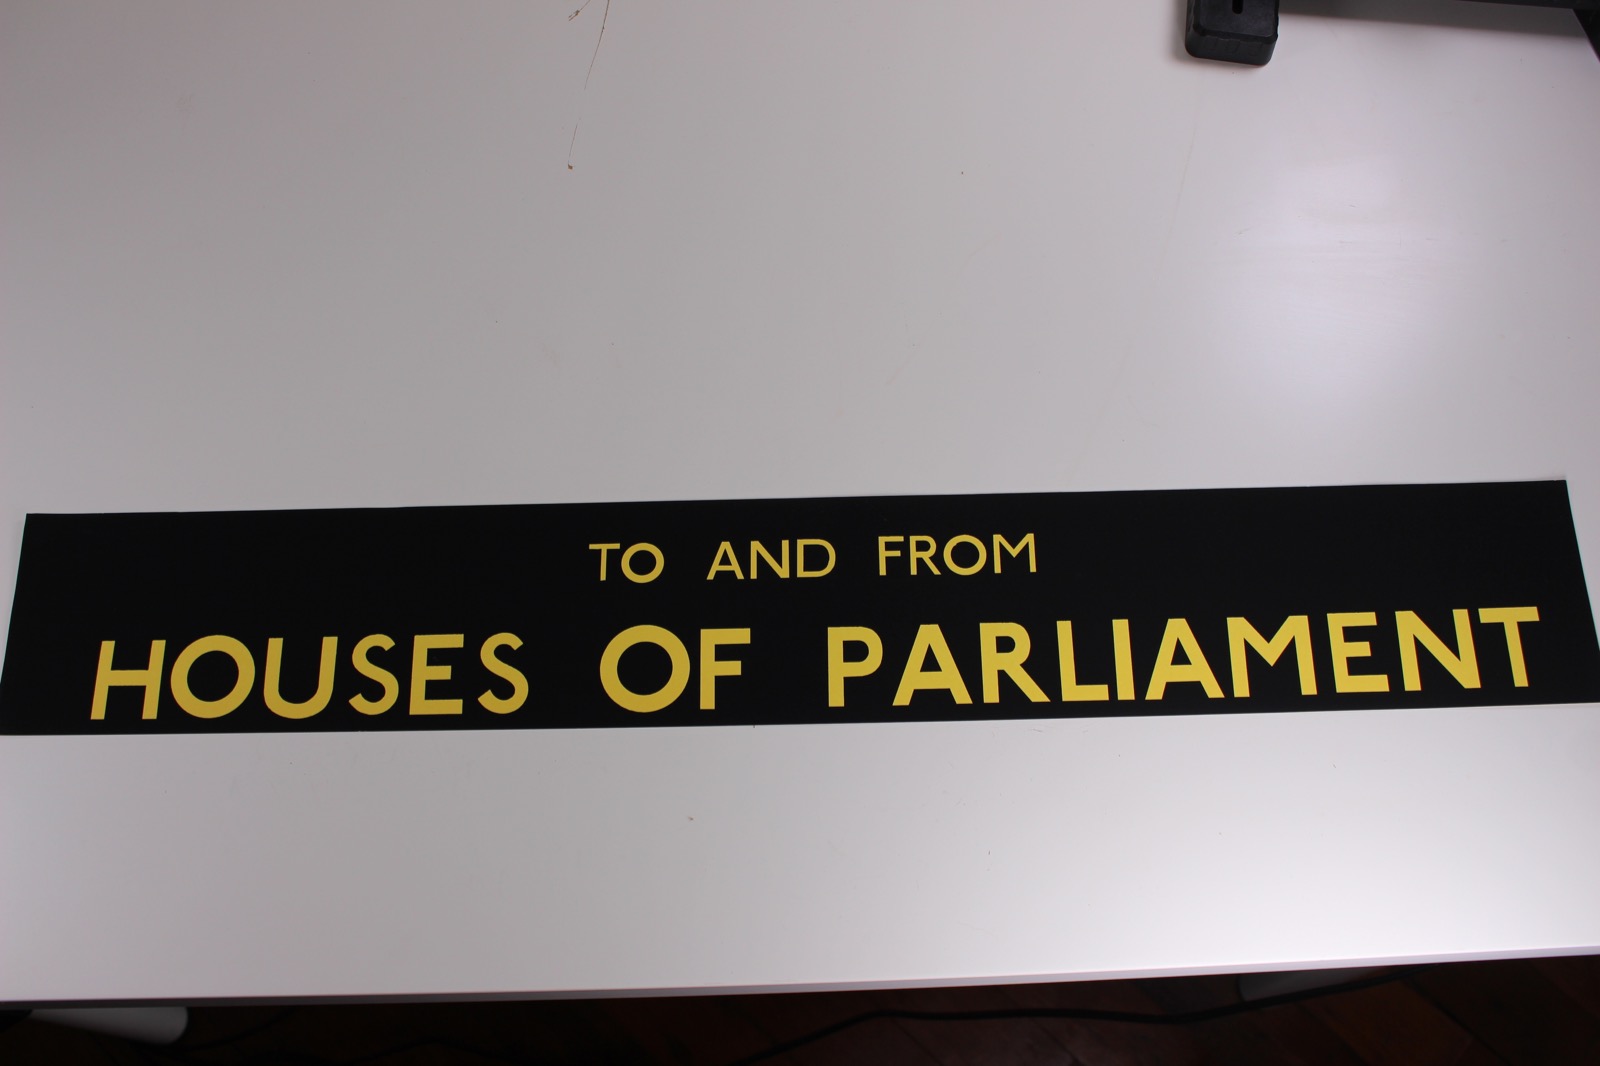 TO AND FROM
HOUSES OF PARLIAMENT